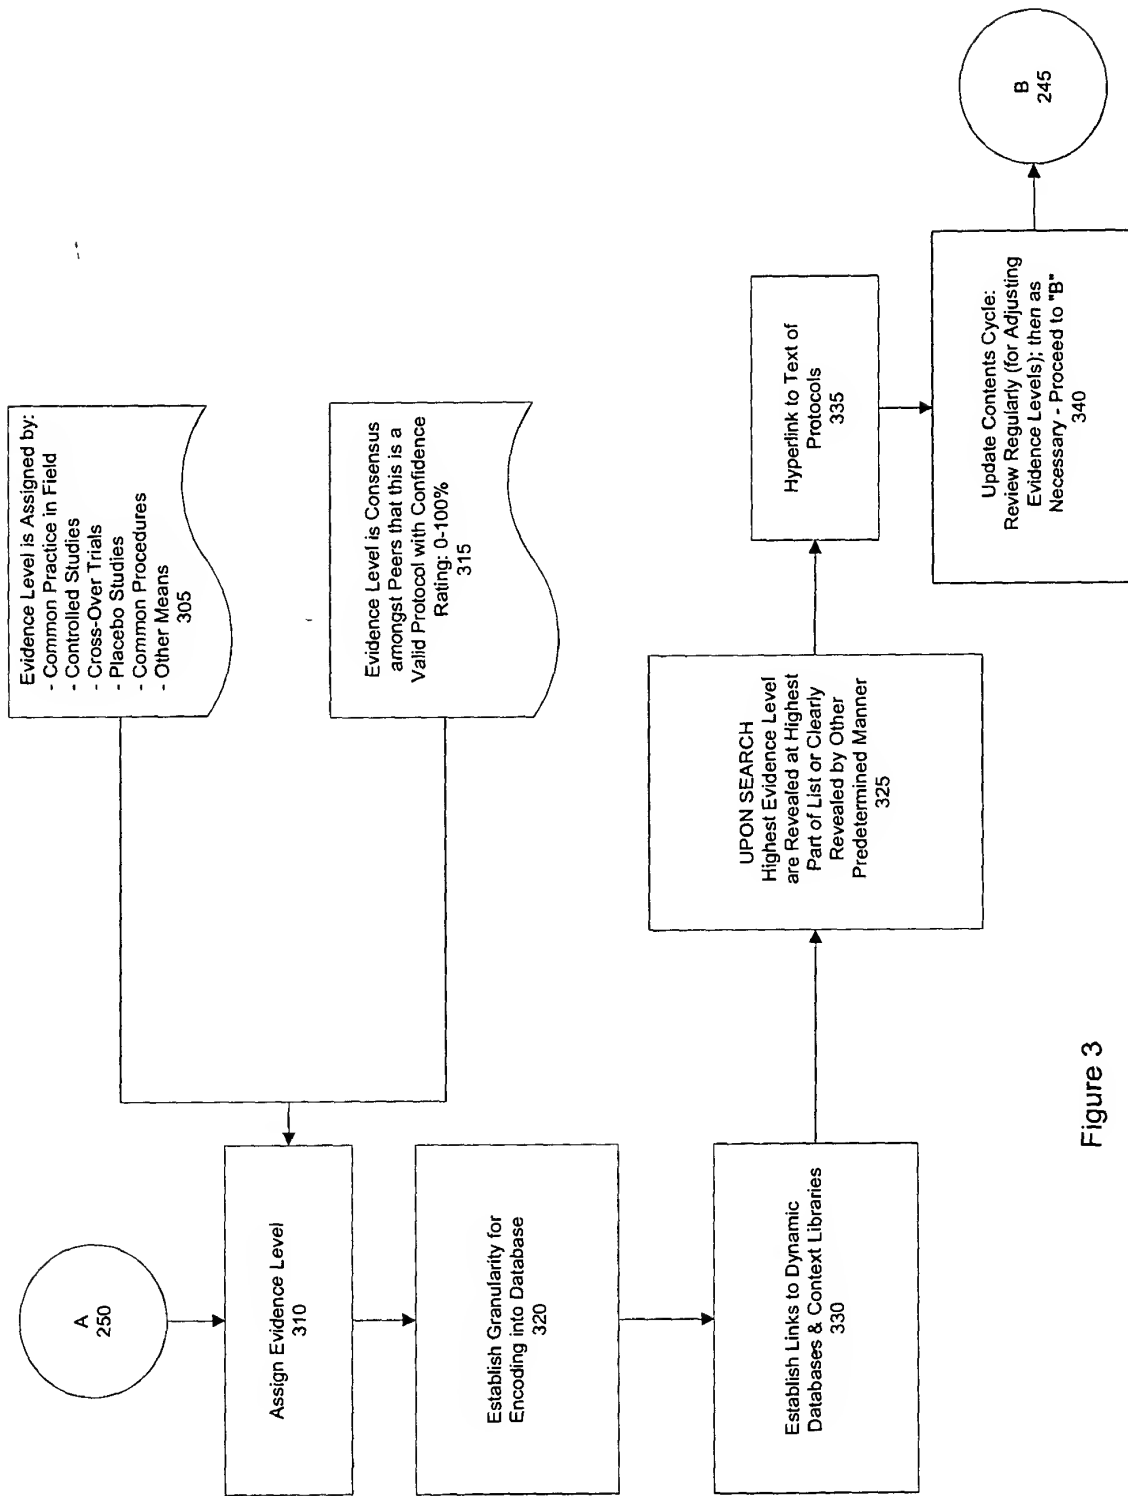 A
250
Assign Evidence Level
310
Establish Granularity for
Encoding into Database
320
Establish Links to Dynamic
Databases & Context Libraries
330
Evidence Level is Assigned by:
- Common Practice in Field
- Controlled Studies
- Cross-Over Trials
- Placebo Studies
- Common Procedures
- Other Means
305
Evidence Level is Consensus
amongst Peers that this is a
Valid Protocol with Confidence
Rating: 0-100%
315
UPON SEARCH
Highest Evidence Level
are Revealed at Highest
Part of List or Clearly
Revealed by Other
Predetermined Manner
325
Hyperlink to Text of
Protocols
335
Update Contents Cycle:
Review Regularly (for Adjusting
Evidence Levels); then as
Necessary - Proceed to "B"
340
B
245
Figure 3